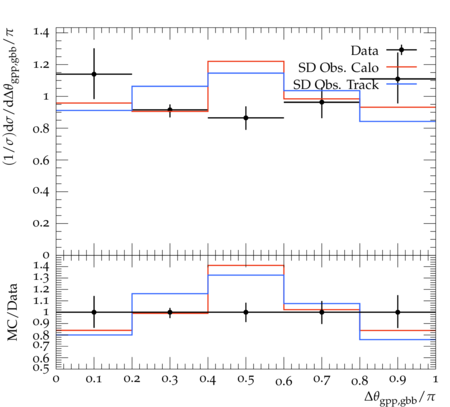 (1/σ)dσ/dΔθgpp,gbb/π
1.4
1.2
1
0.8
0.6
0.4
0.2
0
Data
SD Obs. Calo
SD Obs. Track
MC/Data
1.4
1.3
1.2
1.1
1
0.9
0.8
0.7
0.6
0.5
0 0.1 0.2 0.3 0.4 0.5 0.6 0.7 0.8 0.9 1
Δθgpp,gbb/π